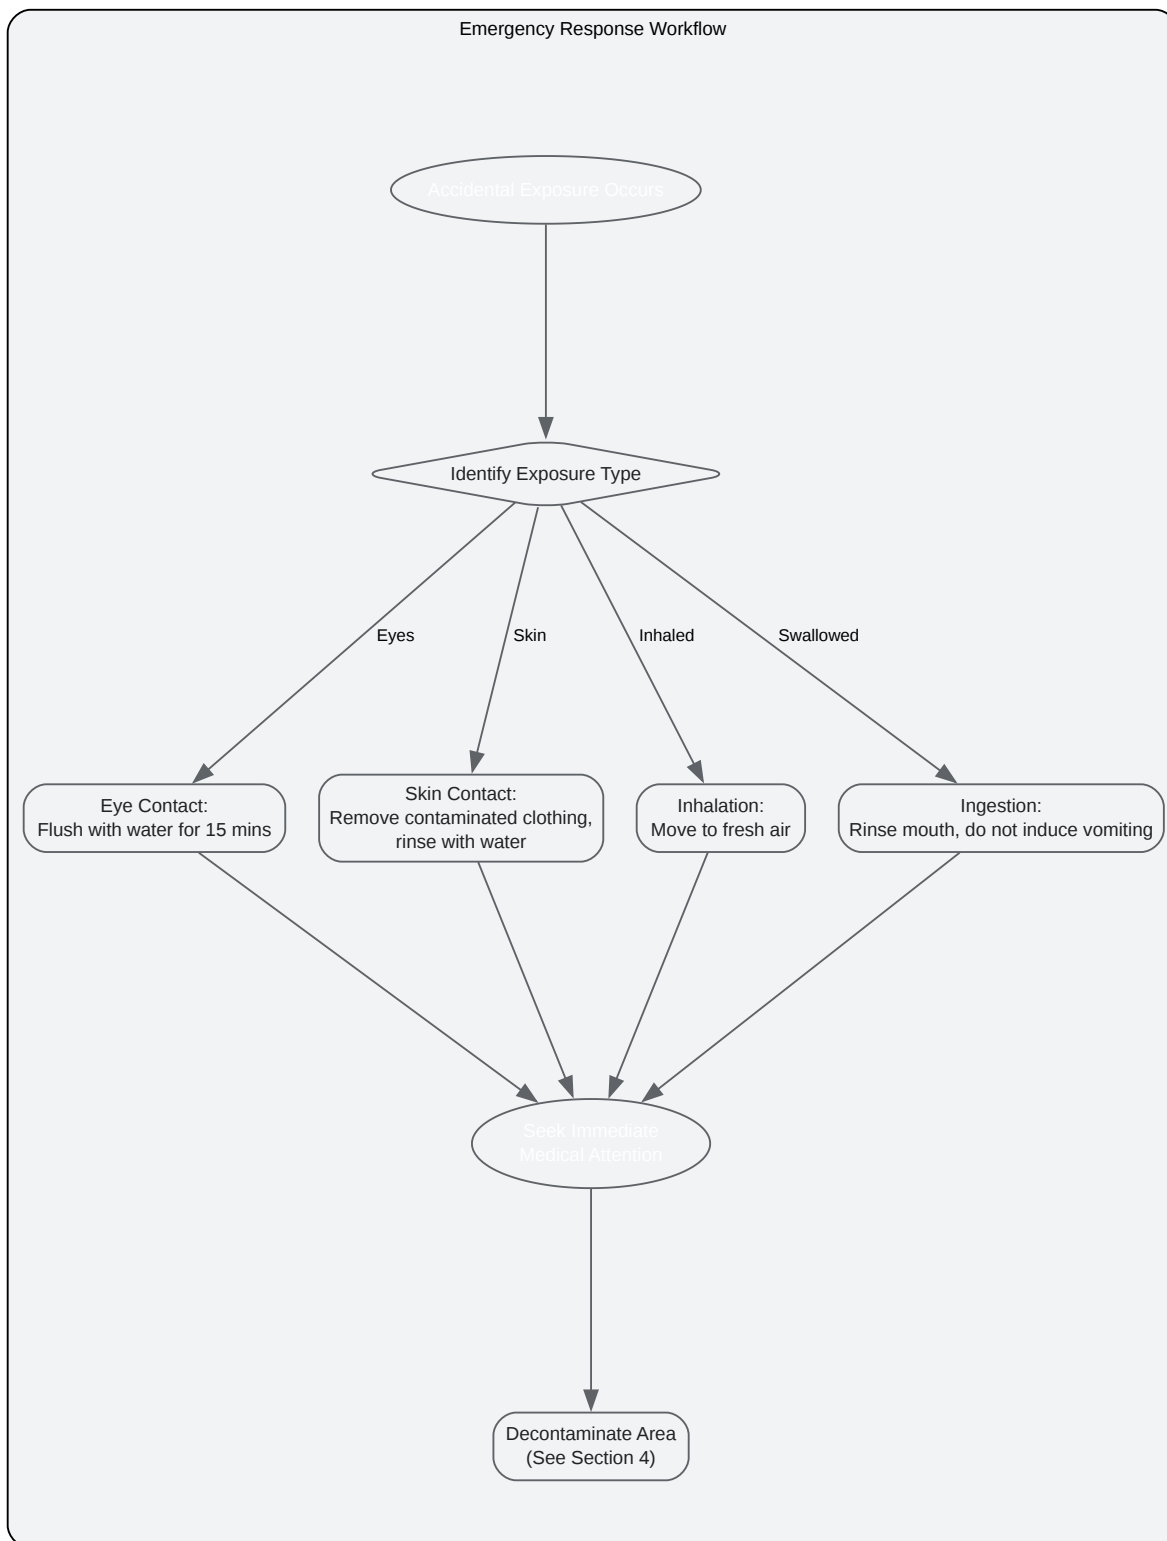 Emergency Response Workflow
Accidental Exposure Occurs
Identify Exposure Type
Eyes
Skin
Inhaled
Swallowed
Eye Contact:
Flush with water for 15 mins
Skin Contact:
Remove contaminated clothing,
rinse with water
Inhalation:
Move to fresh air
Ingestion:
Rinse mouth, do not induce vomiting
Seek Immediate
Medical Attention
Decontaminate Area
(See Section 4)